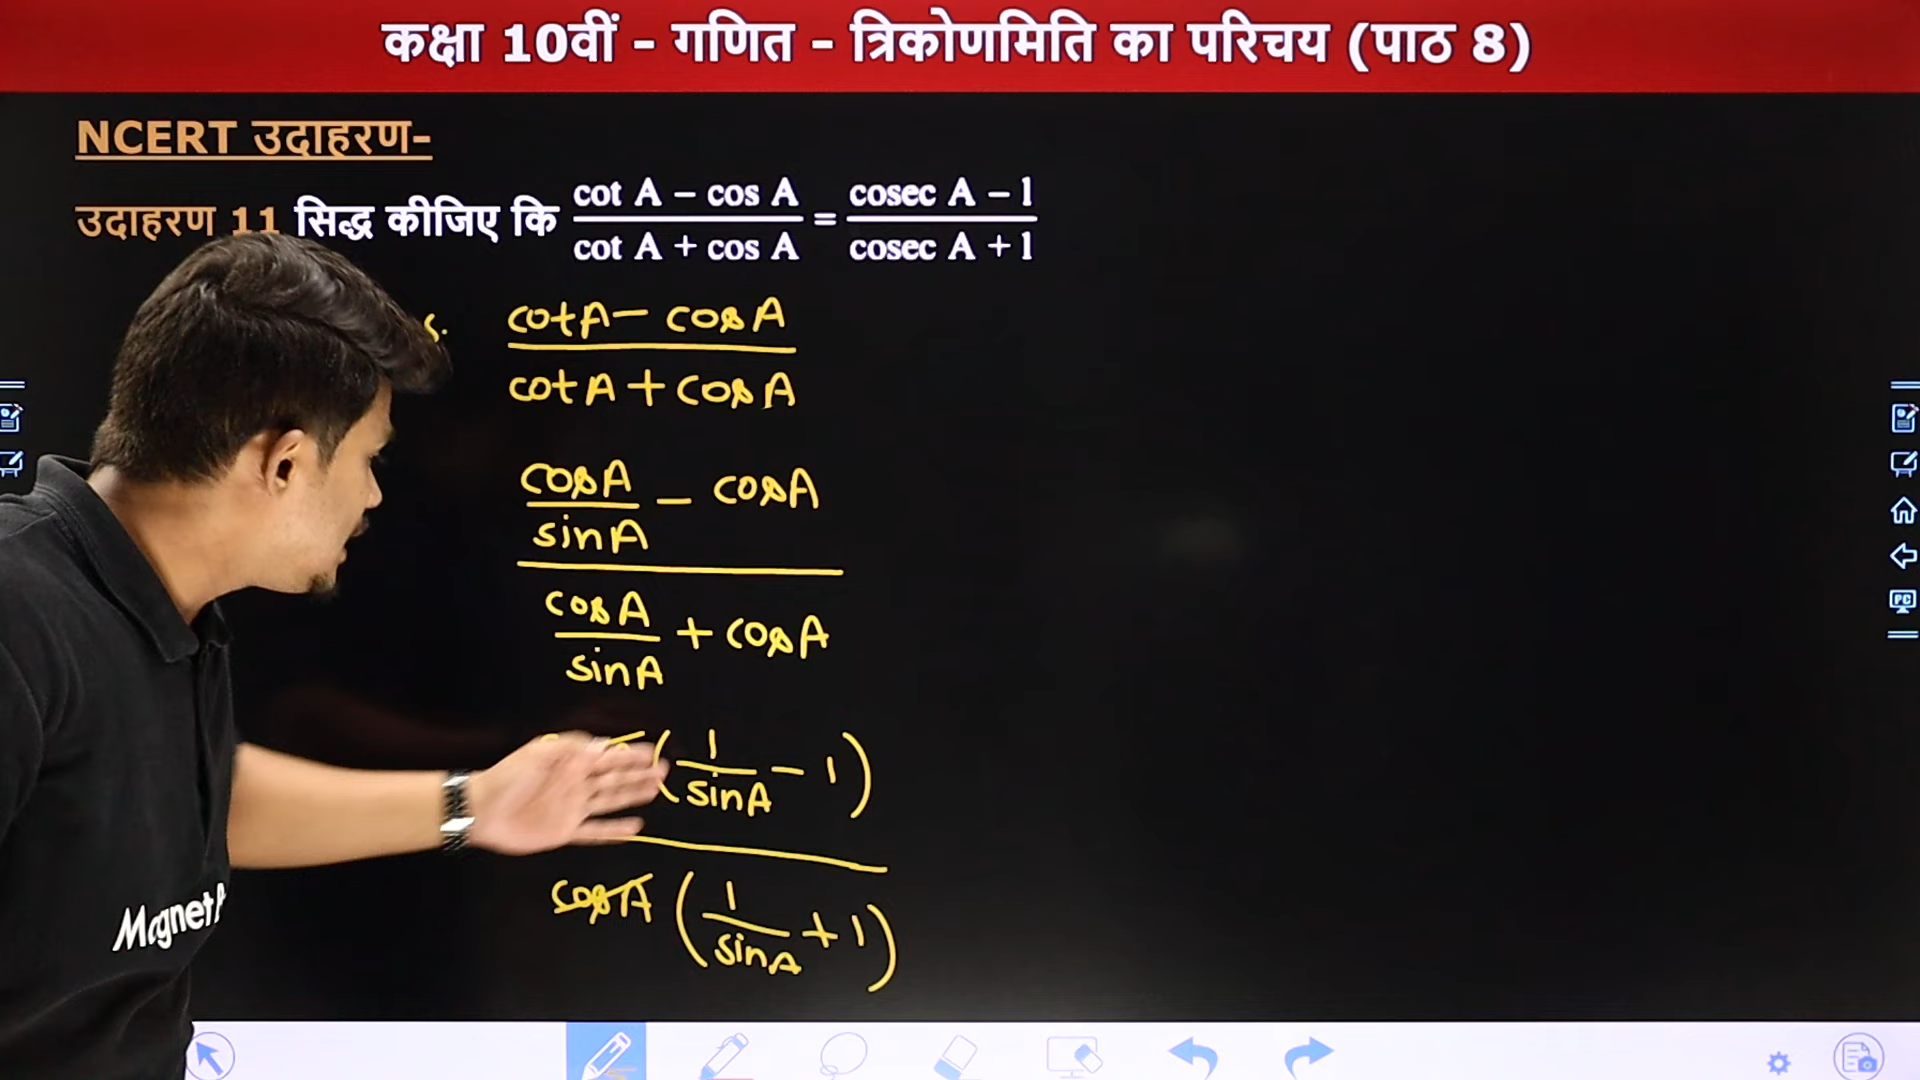 कक्षा 10वीं - गणित - त्रिकोणमिति का परिचय (पाठ 8)
NCERT उदाहरण-
उदाहरण 11 सिद्ध कीजिए कि (cot A – cos A)/(cot A + cos A) = (cosec A – 1)/(cosec A + 1)
cotA - cosA
cotA + cosA
cosA/sinA - cosA
cosA/sinA + cosA
(1/sinA - 1)
cosA (1/sinA + 1)
Magnet
PC